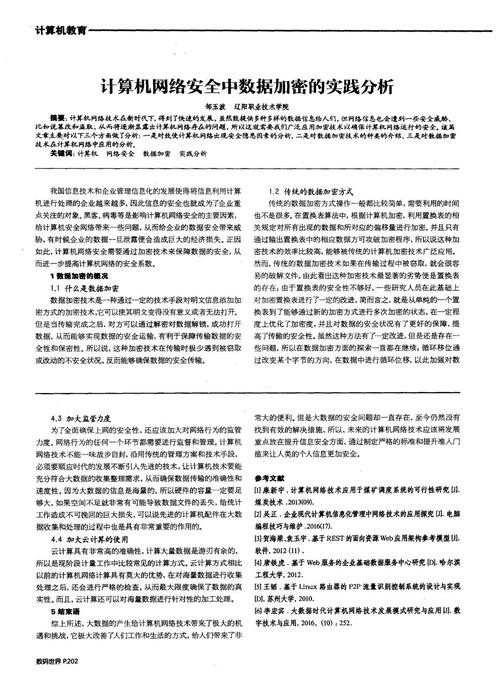 计算机教育
计算机网络安全中数据加密的实践分析
邹玉波　辽阳职业技术学院
摘要：计算机网络技术在新时代下，得到了快速的发展，虽然能提供多种多样的数据信息给人们，但网络信息也会遭到一些安全威胁，
比如说篡改和盗取，从而将逐渐显露出计算机网络存在的问题，所以这就需要我们广泛应用加密技术以确保计算机网络运行的安全。该篇
文章主要对以下三个方面做了分析：一是对致使计算机网络出现安全隐患因素的分析，二是对数据加密技术的种类的介绍，三是对数据加密
技术在计算机网络中应用的分析。
关键词：计算机　网络安全　数据加密　实践分析
我国信息技术和企业管理信息化的发展使得将信息利用计算
机进行处理的企业越来越多，因此信息的安全也就成为了企业重
点关注的对象。黑客、病毒等是影响计算机网络安全的主要因素，
给计算机安全网络带来一些问题，从而给企业的数据安全带来威
胁，有时候企业的数据一旦泄露便会造成巨大的经济损失。正因
如此，计算机网络安全需要通过加密技术来保障数据的安全，从
而进一步提高计算机网络的安全系数。
1 数据加密的概况
1.1 什么是数据加密
数据加密技术是一种通过一定的技术手段对明文信息添加加
密方式的加密技术，它可以使其明文变得没有意义或者无法打开。
但是当传输完成之后，对方可以通过解密对数据解锁，成功打开
数据，从而能够实现数据的安全运输，有利于保障传输数据的安
全性和保密性。所以说，这种加密技术在传输时极少遇到被窃取
或改动的不安全状况，反而能够确保数据的安全传输。
1.2 传统的数据加密方式
传统的数据加密方式操作一般都比较简单，需要利用的时间
也不是很多。在置换表算法中，根据计算机加密，利用置换表的相
关规定对所有出现的数据和所对应的偏移量进行加密。并且只有
通过输出置换表中的相应数据方可攻破加密程序，所以说这种加
密技术的效率比较高，能够被传统的计算机加密技术广泛应用。
然而，传统的数据加密技术如果在传输过程中被窃取，就会很容
易的破解文件，由此看出这种加密技术最显著的劣势便是置换表
的存在；由于置换表的安全性不够好，一些研究人员在此基础上
对加密置换表进行了一定的改进，简而言之，就是从单纯的一个置
换表到了能够通过新的加密方式进行多次加密的状态，在一定程
度上优化了加密度，并且对数据的安全状况有了更好的保障，提
高了传输的安全性。虽然这种方法有了一定改进，但是还是存在一
些问题，所以在数据加密方面的探索一直都在继续；循环移位通
过改变某个字节的方向，在数据中进行循环位移，以此加强对数
4.3 加大监管力度
为了全面确保上网的安全性，还应该加大对网络行为的监管
力度，网络行为的任何一个环节都需要进行监督和管理。计算机
网络技术不能一味故步自封，沿用传统的管理方案和技术手段，
必须要顺应时代的发展不断引入先进的技术，让计算机技术要能
充分符合大数据的收集整理需求，从而确保数据传输的准确性和
速度性。因为大数据的信息是海量的，所以硬件的容量一定要足
够大，如果空间不足就非常有可能导致数据文件的丢失，给统计
工作造成不可挽回的巨大损失，可以说先进的计算机配件在大数
据收集和处理的过程中也是具有非常重要的作用的。
4.4 加大云计算的使用
云计算具有非常高的准确性，计算大量数据是游刃有余的，
所以是现阶段计量工作中比较常见的计算方式。云计算方式相比
以前的计算机网络计算具有莫大的优势，在对海量数据进行收集
处理之后，还会进行严格的检查，从而最大限度确保了数据的真
实性。而且，云计算还可以对海量数据进行针对性的加工处理。
5 结束语
综上所述，大数据的产生给计算机网络技术带来了极大的机
遇和挑战，它极大改善了人们工作和生活的方式，给人们带来了非
常大的便利，但是大数据的安全问题却一直存在，至今仍然没有
找到有效的解决措施。所以，未来的计算机网络技术应该将发展
重点放在提升信息安全方面，通过制定严格的标准和提升准入门
槛来让人类的个人信息更加安全。
参考文献
[1] 康新宇．计算机网络技术应用于煤矿调度系统的可行性研究 [J].
煤炭技术 .2013(09).
[2] 吴正．企业现代计算机信息化管理中网络技术的应用探究 [J]. 电脑
编程技巧与维护 .2016(17).
[3] 贺海梁 ,袁玉宇 . 基于 REST 的面向资源 Web 应用架构参考模型 [J].
软件，2012 (11) .
[4] 唐铁虎．基于 Web 服务的企业基础数据服务中心研究 [D]. 哈尔滨
工程大学，2012.
[5] 王韬．基于 Linux 路由器的 P2P 流量识别控制系统的设计与实现
[D]. 苏州大学，2010.
[6] 李宏宾 . 大数据时代计算机网络技术发展模式研究与应用 [J]. 数
字技术与应用，2016，(10)；252.
数码世界 P.202